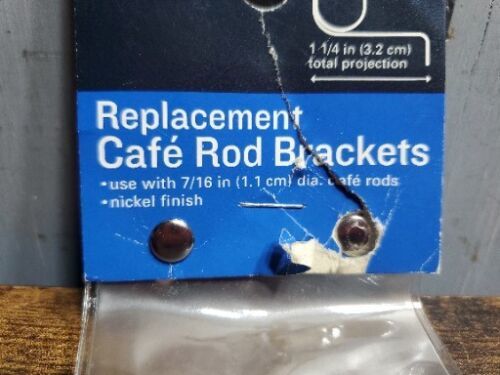 1 1/4 in (3.2 cm)
total projection
Replacement
Café Rod Brackets
•use with 7/16 in (1.1 cm) dia. café rods
•nickel finish